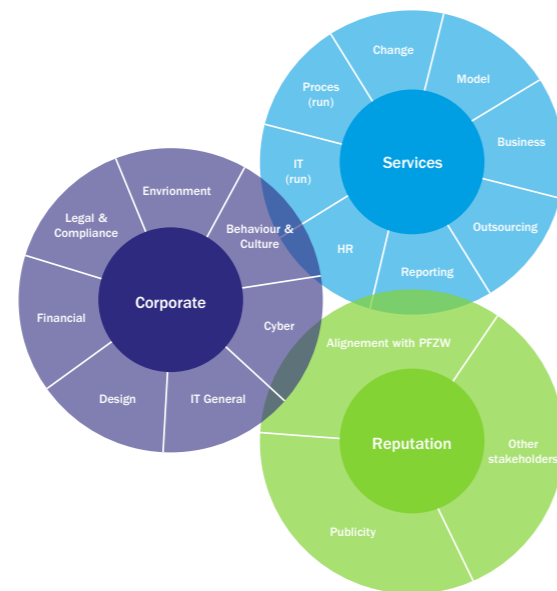 Change
Model
Proces
(run)
Business
Services
IT
(run)
Outsourcing
HR
Reporting
Envrionment
Legal &
Compliance
Behaviour &
Culture
Corporate
Financial
Cyber
Design
IT General
Alignement with PFZW
Reputation
Other
stakeholders
Publicity